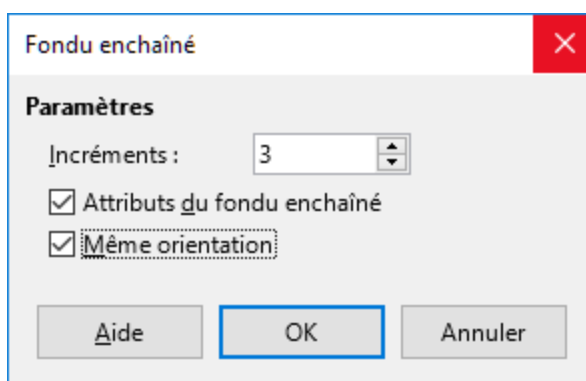 Fondu enchaîné
Paramètres
Incréments : 3
Attributs du fondu enchaîné
Même orientation
Aide OK Annuler